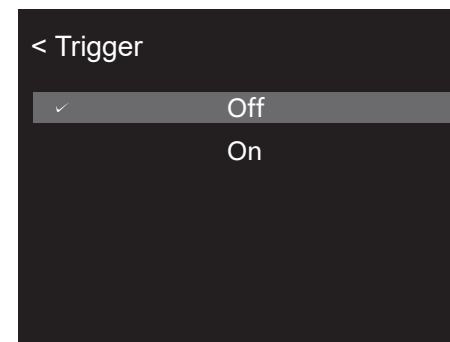 < Trigger
✓ Off
On